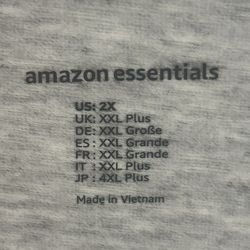 amazon essentials
US: 2X
UK: XXL Plus
DE: XXL Große
ES : XXL Grande
FR : XXL Grande
IT : XXL Plus
JP : 4XL Plus
Made in Vietnam